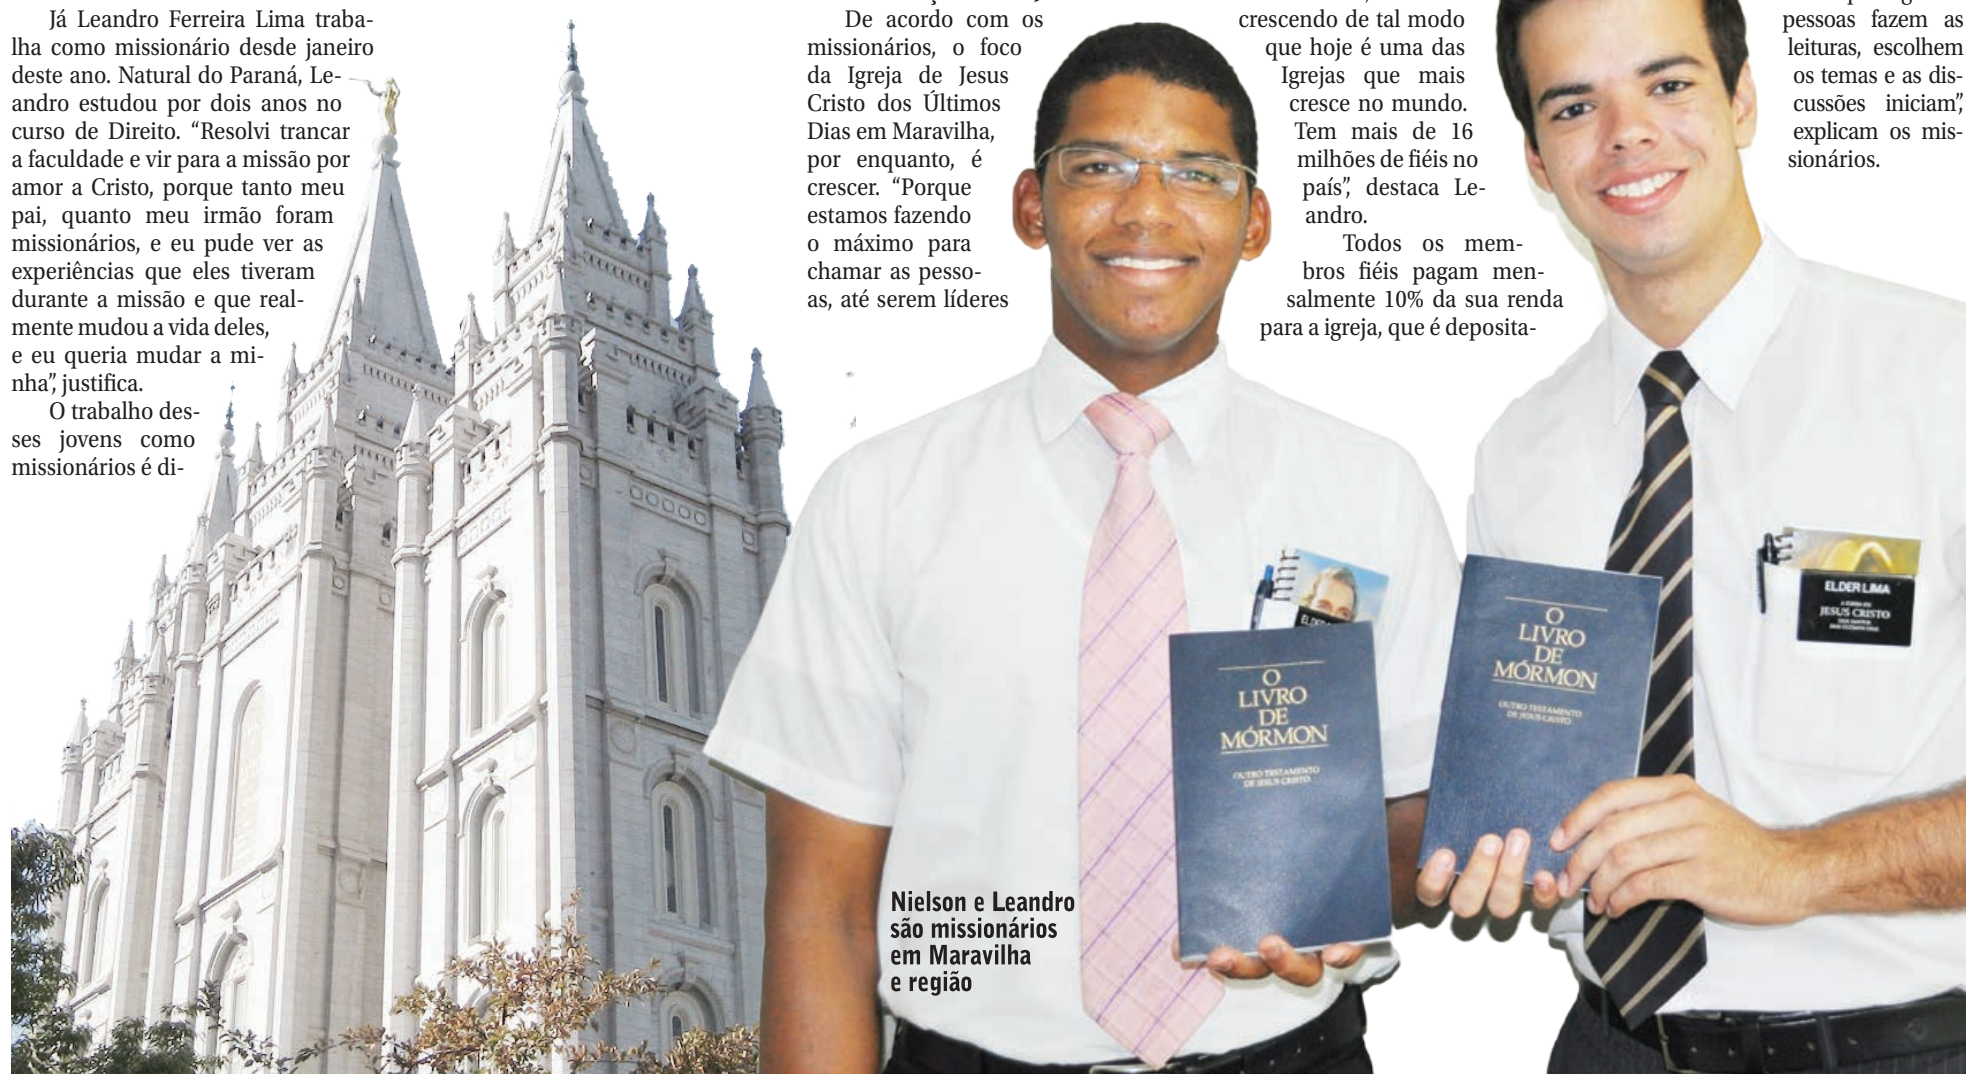 Já Leandro Ferreira Lima traba-
lha como missionário desde janeiro
deste ano. Natural do Paraná, Le-
andro estudou por dois anos no
curso de Direito. “Resolvi trancar
a faculdade e vir para a missão por
amor a Cristo, porque tanto meu
pai, quanto meu irmão foram
missionários, e eu pude ver as
experiências que eles tiveram
durante a missão e que real-
mente mudou a vida deles,
e eu queria mudar a mi-
nha”, justifica.
O trabalho des-
ses jovens como
missionários é di-
De acordo com os
missionários, o foco
da Igreja de Jesus
Cristo dos Últimos
Dias em Maravilha,
por enquanto, é
crescer. “Porque
estamos fazendo
o máximo para
chamar as pesso-
as, até serem líderes
crescendo de tal modo
que hoje é uma das
Igrejas que mais
cresce no mundo.
Tem mais de 16
milhões de fiéis no
país”, destaca Le-
andro.
Todos os mem-
bros fiéis pagam men-
salmente 10% da sua renda
para a igreja, que é deposita-
pessoas fazem as
leituras, escolhem
os temas e as dis-
cussões iniciam”,
explicam os mis-
sionários.
O
LIVRO
DE
MÓRMON
OUTRO TESTAMENTO
DE JESUS CRISTO
O
LIVRO
DE
MÓRMON
OUTRO TESTAMENTO
DE JESUS CRISTO
ELDER LIMA
A IGREJA DE
JESUS CRISTO
DOS SANTOS
DOS ÚLTIMOS DIAS
Nielson e Leandro
são missionários
em Maravilha
e região